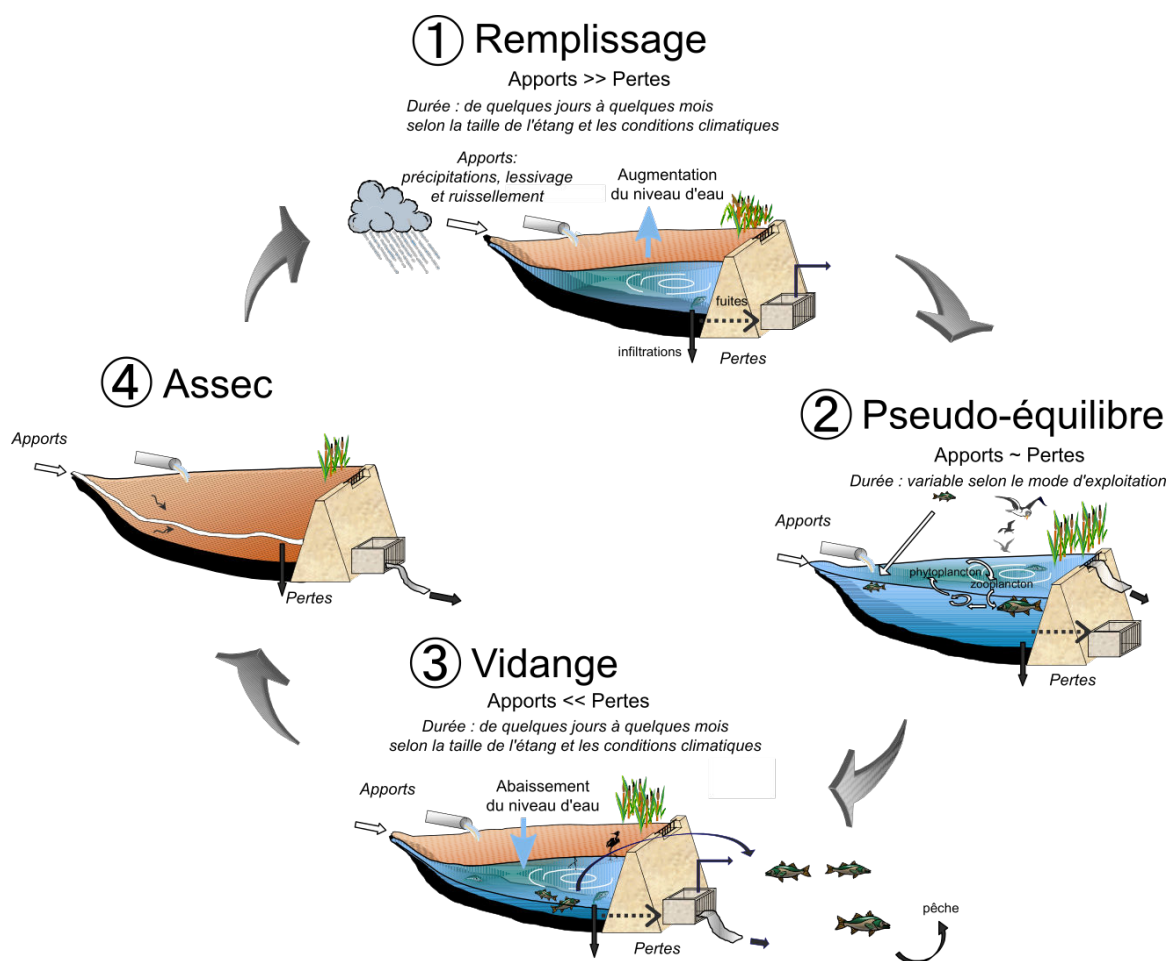 ① Remplissage
Apports >> Pertes
Durée : de quelques jours à quelques mois
selon la taille de l'étang et les conditions climatiques
Apports:
précipitations, lessivage
et ruissellement
Augmentation
du niveau d'eau
fuites
infiltrations
Pertes
② Pseudo-équilibre
Apports ~ Pertes
Durée : variable selon le mode d'exploitation
Apports
phytoplancton
zooplancton
Pertes
③ Vidange
Apports << Pertes
Durée : de quelques jours à quelques mois
selon la taille de l'étang et les conditions climatiques
Apports
Abaissement
du niveau d'eau
Pertes
pêche
④ Assec
Apports
Pertes